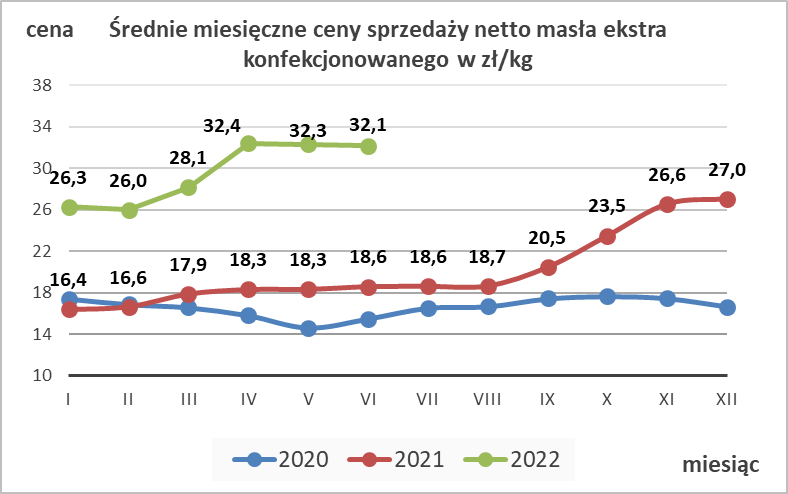 cena Średnie miesięczne ceny sprzedaży netto masła ekstra
konfekcjonowanego w zł/kg
38
34
30
26
22
18
14
10
32,4 32,3 32,1
28,1
26,3 26,0
26,6 27,0
23,5
20,5
16,4 16,6 17,9 18,3 18,3 18,6 18,6 18,7
I II III IV V VI VII VIII IX X XI XII
2020 2021 2022
miesiąc